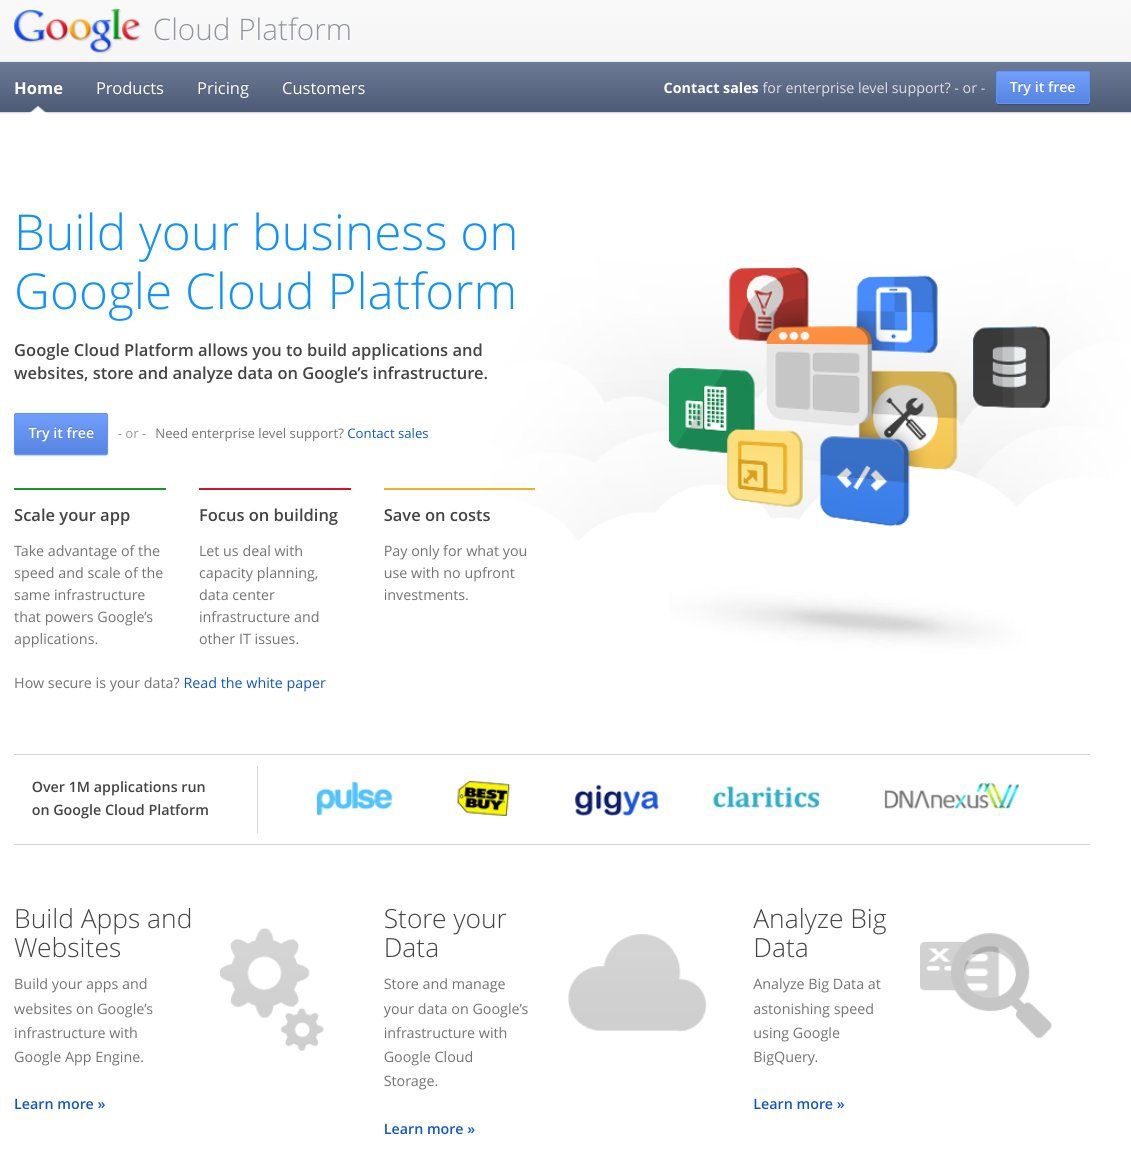 Google Cloud Platform
Home Products Pricing Customers Contact sales for enterprise level support? - or - Try it free
Build your business on
Google Cloud Platform
Google Cloud Platform allows you to build applications and
websites, store and analyze data on Google's infrastructure.
Try it free - or - Need enterprise level support? Contact sales
Scale your app
Take advantage of the
speed and scale of the
same infrastructure
that powers Google's
applications.
Focus on building
Let us deal with
capacity planning,
data center
infrastructure and
other IT issues.
Save on costs
Pay only for what you
use with no upfront
investments.
How secure is your data? Read the white paper
</>
Over 1M applications run
on Google Cloud Platform
pulse
BEST
BUY
gigya
claritics
DNAnexus
Build Apps and
Websites
Build your apps and
websites on Google's
infrastructure with
Google App Engine.
Learn more »
Store your
Data
Store and manage
your data on Google's
infrastructure with
Google Cloud
Storage.
Learn more »
Analyze Big
Data
Analyze Big Data at
astonishing speed
using Google
BigQuery.
Learn more »